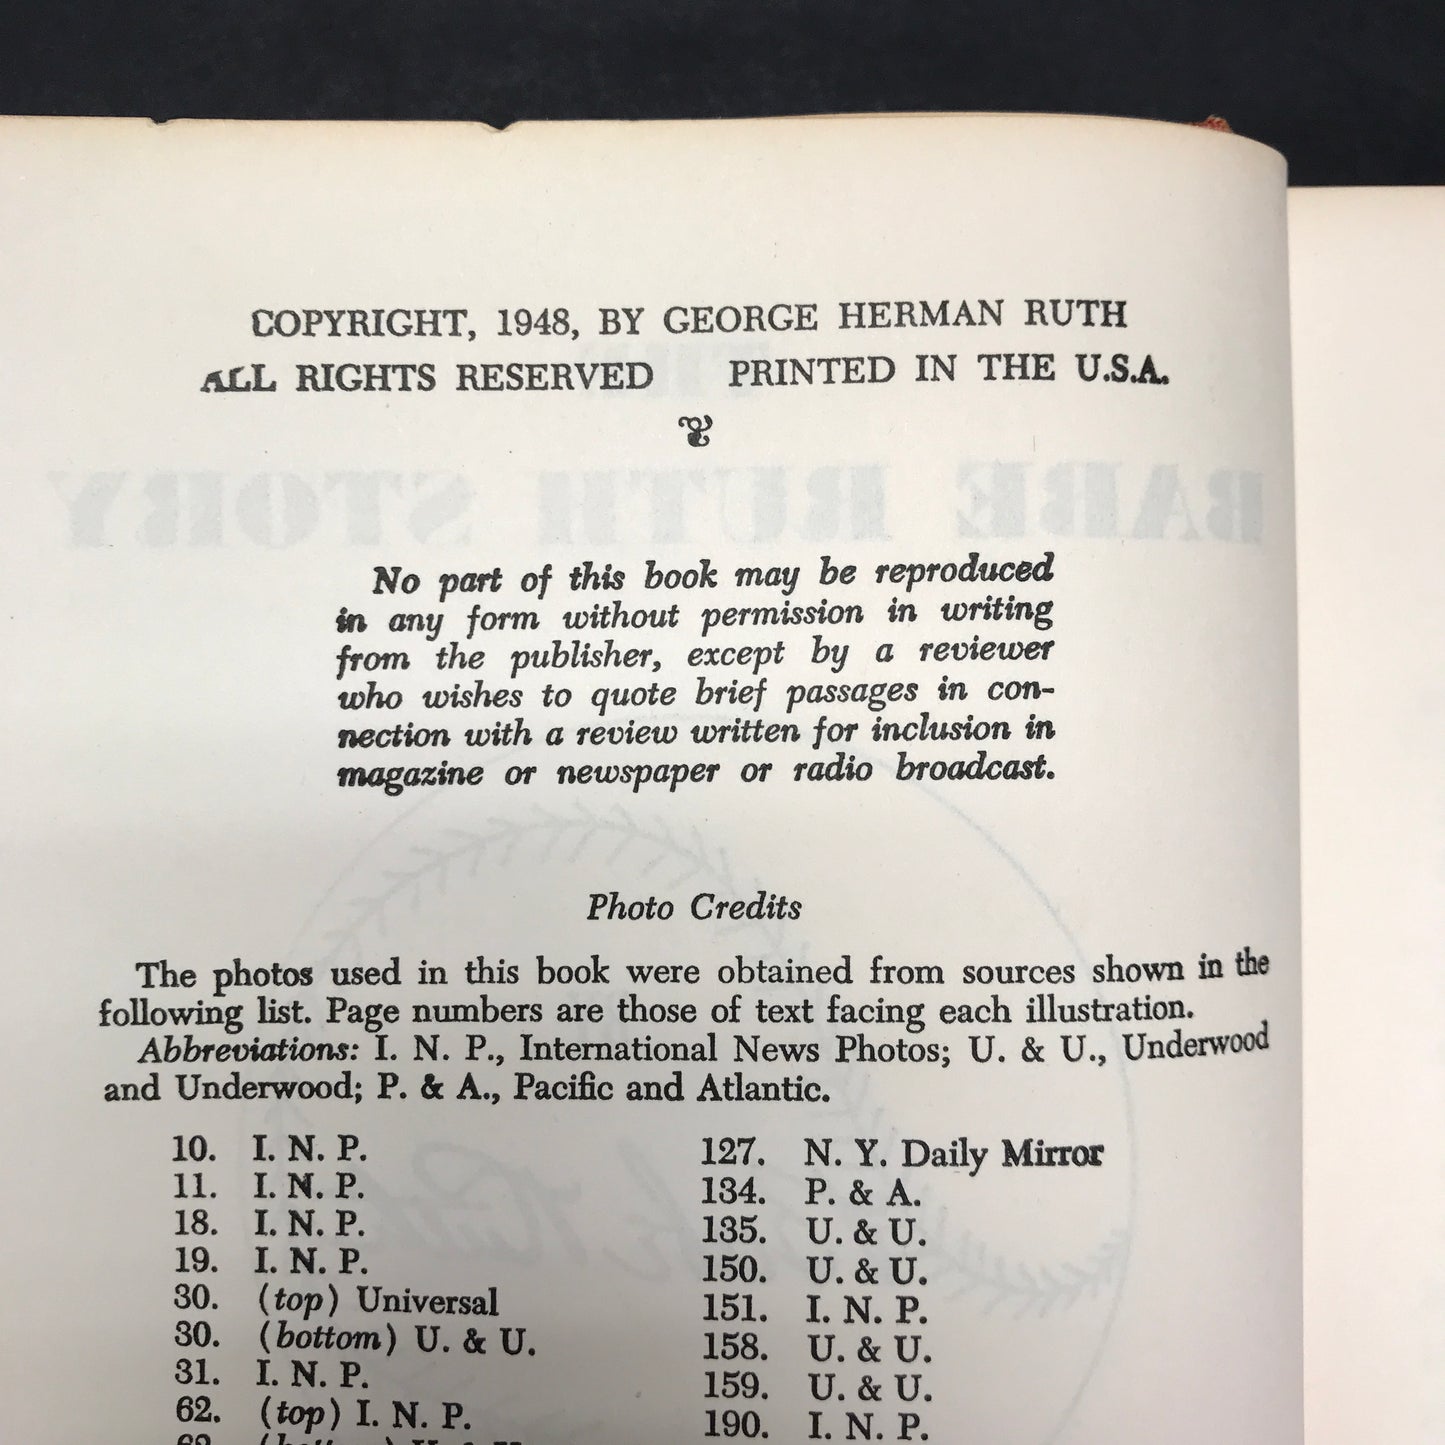 COPYRIGHT, 1948, BY GEORGE HERMAN RUTH
ALL RIGHTS RESERVED PRINTED IN THE U.S.A.
THE
BABE RUTH STORY
No part of this book may be reproduced
in any form without permission in writing
from the publisher, except by a reviewer
who wishes to quote brief passages in con-
nection with a review written for inclusion in
magazine or newspaper or radio broadcast.
Photo Credits
The photos used in this book were obtained from sources shown in the
following list. Page numbers are those of text facing each illustration.
Abbreviations: I. N. P., International News Photos; U. & U., Underwood
and Underwood; P. & A., Pacific and Atlantic.
10. I. N. P.
11. I. N. P.
18. I. N. P.
19. I. N. P.
30. (top) Universal
30. (bottom) U. & U.
31. I. N. P.
62. (top) I. N. P.
127. N. Y. Daily Mirror
134. P. & A.
135. U. & U.
150. U. & U.
151. I. N. P.
158. U. & U.
159. U. & U.
190. I. N. P.